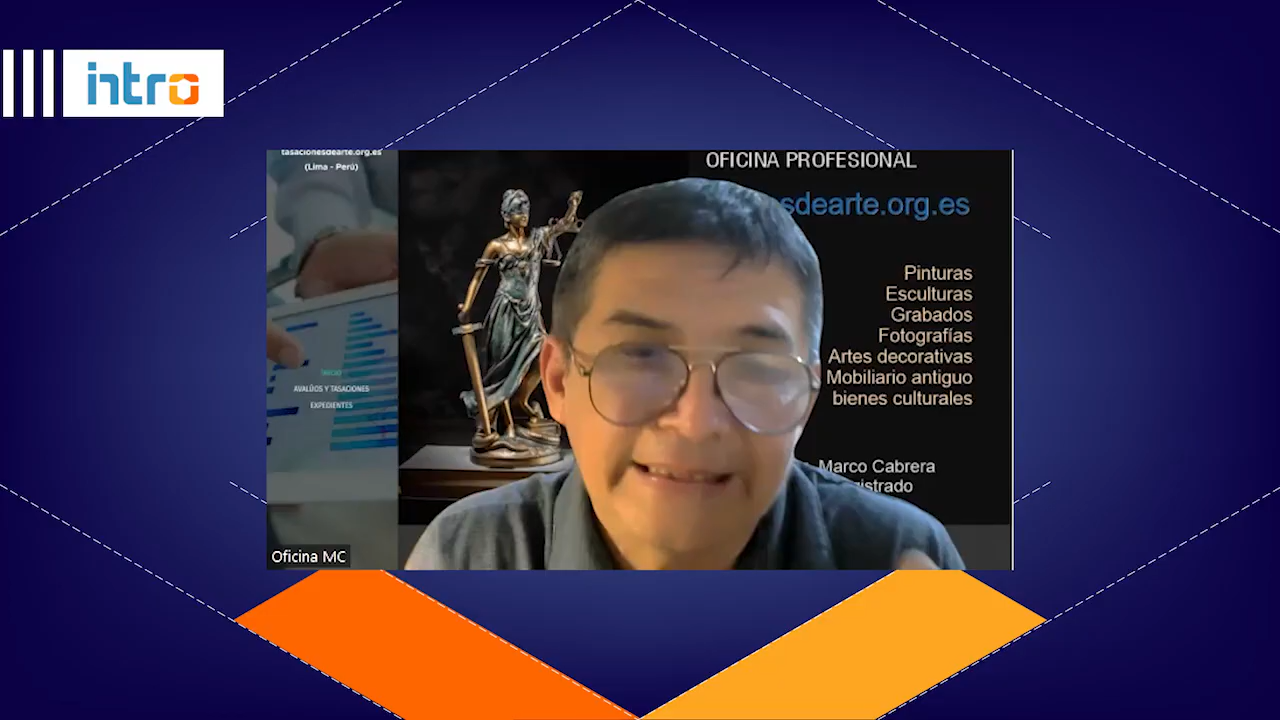 intro
tasacionesdearte.org.es
(Lima - Perú)
INICIO
AVALÚOS Y TASACIONES
EXPEDIENTES
OFICINA PROFESIONAL
sdearte.org.es
Pinturas
Esculturas
Grabados
Fotografías
Artes decorativas
Mobiliario antiguo
bienes culturales
Marco Cabrera
istrado
Oficina MC